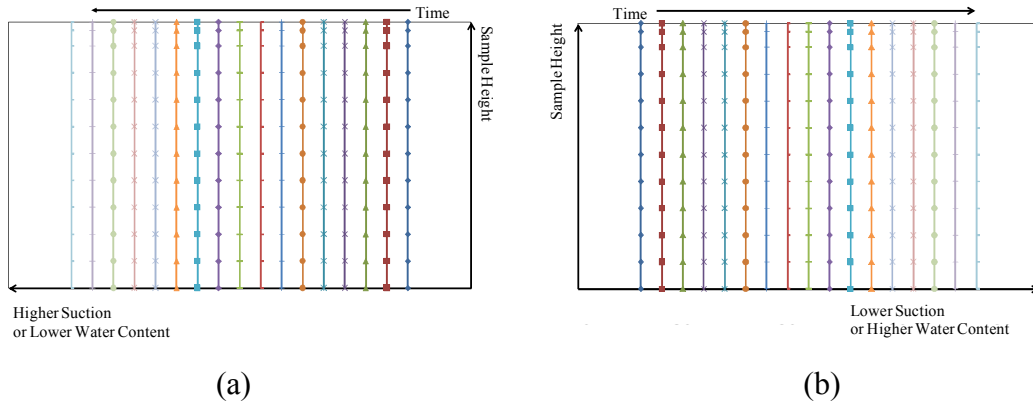 Time
Sample Height
Higher Suction
or Lower Water Content
(a)
Time
Sample Height
Lower Suction
or Higher Water Content
(b)